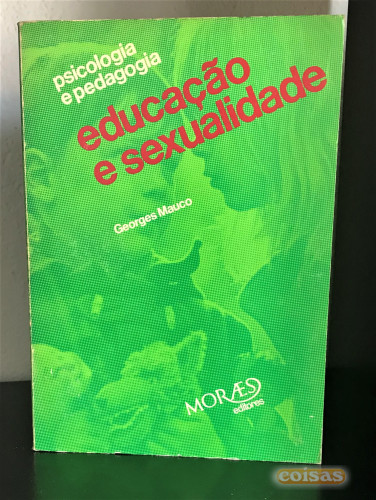 psicologia
e pedagogia
educação
e sexualidade
Georges Mauco
MORÆS
editores
coisas